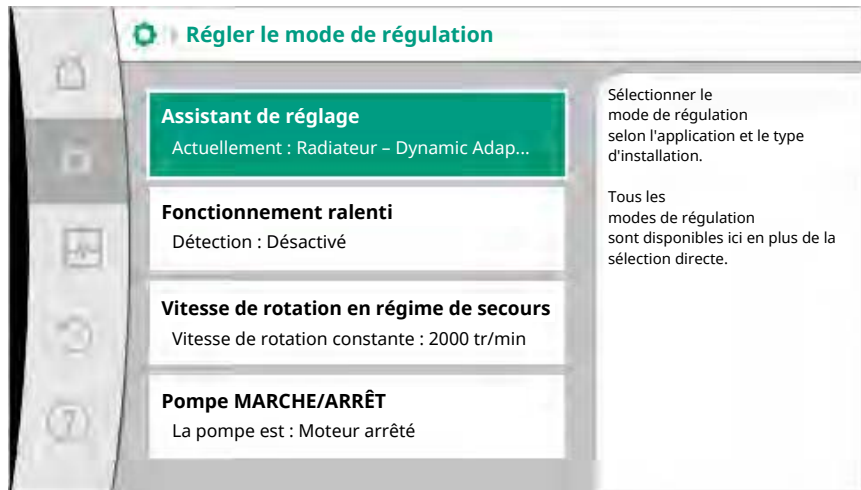 Régler le mode de régulation
Assistant de réglage
Actuellement : Radiateur – Dynamic Adap...
Fonctionnement ralenti
Détection : Désactivé
Vitesse de rotation en régime de secours
Vitesse de rotation constante : 2000 tr/min
Pompe MARCHE/ARRÊT
La pompe est : Moteur arrêté
Sélectionner le
mode de régulation
selon l'application et le type
d'installation.
Tous les
modes de régulation
sont disponibles ici en plus de la
sélection directe.